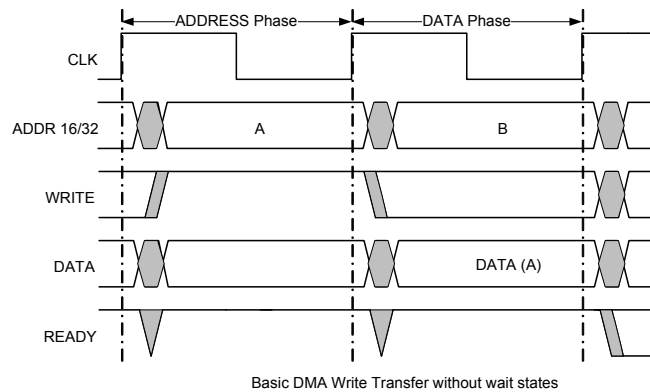 ADDRESS Phase DATA Phase
CLK
ADDR 16/32 A B
WRITE
DATA DATA (A)
READY
Basic DMA Write Transfer without wait states